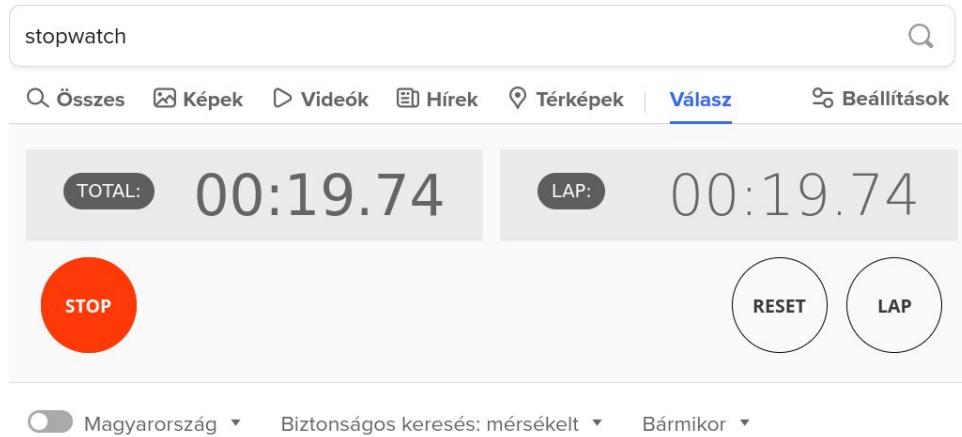 stopwatch
Összes Képek Videók Hírek Térképek Válasz Beállítások
TOTAL: 00:19.74 LAP: 00:19.74
STOP RESET LAP
Magyarország Biztonságos keresés: mérsékelt Bármikor